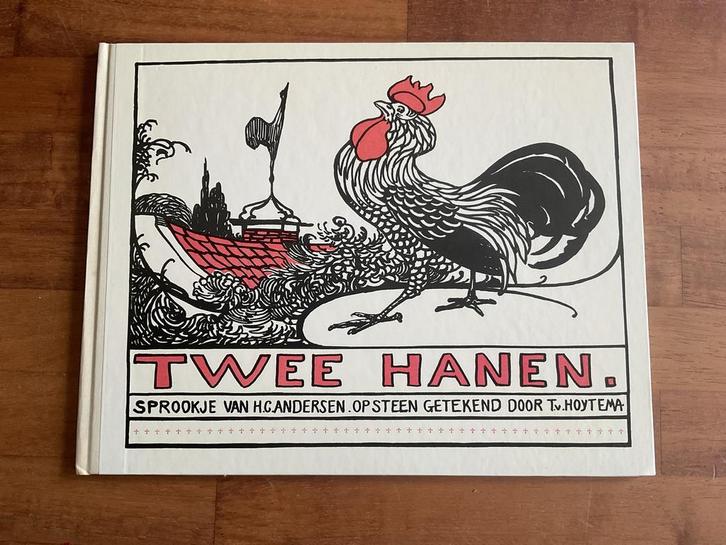 TWEE HANEN.
SPROOKJE VAN H.C.ANDERSEN. OP STEEN GETEKEND DOOR T.v.HOYTEMA